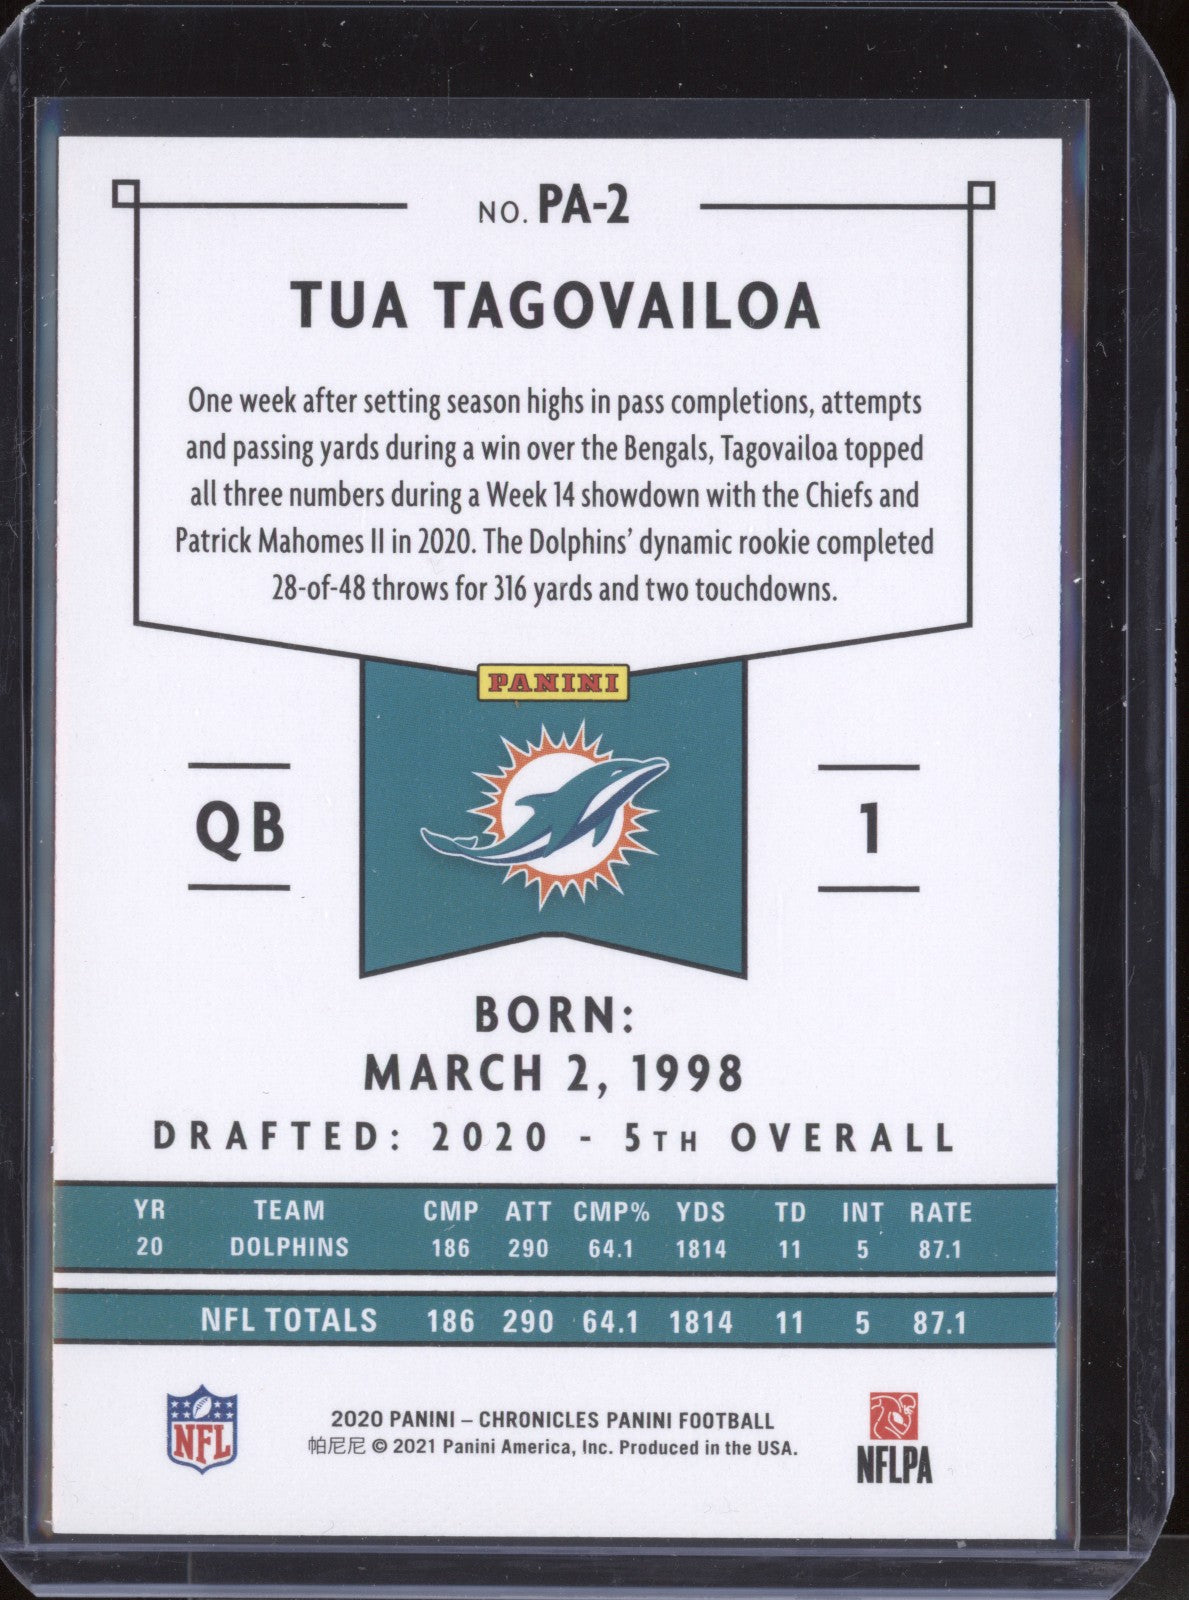 NO. PA-2
TUA TAGOVAILOA
One week after setting season highs in pass completions, attempts
and passing yards during a win over the Bengals, Tagovailoa topped
all three numbers during a Week 14 showdown with the Chiefs and
Patrick Mahomes II in 2020. The Dolphins' dynamic rookie completed
28-of-48 throws for 316 yards and two touchdowns.
PANINI
QB
1
BORN:
MARCH 2, 1998
DRAFTED: 2020 - 5TH OVERALL
YR TEAM CMP ATT CMP% YDS TD INT RATE
20 DOLPHINS 186 290 64.1 1814 11 5 87.1
NFL TOTALS 186 290 64.1 1814 11 5 87.1
NFL
2020 PANINI – CHRONICLES PANINI FOOTBALL
帕尼尼 © 2021 Panini America, Inc. Produced in the USA.
NFLPA